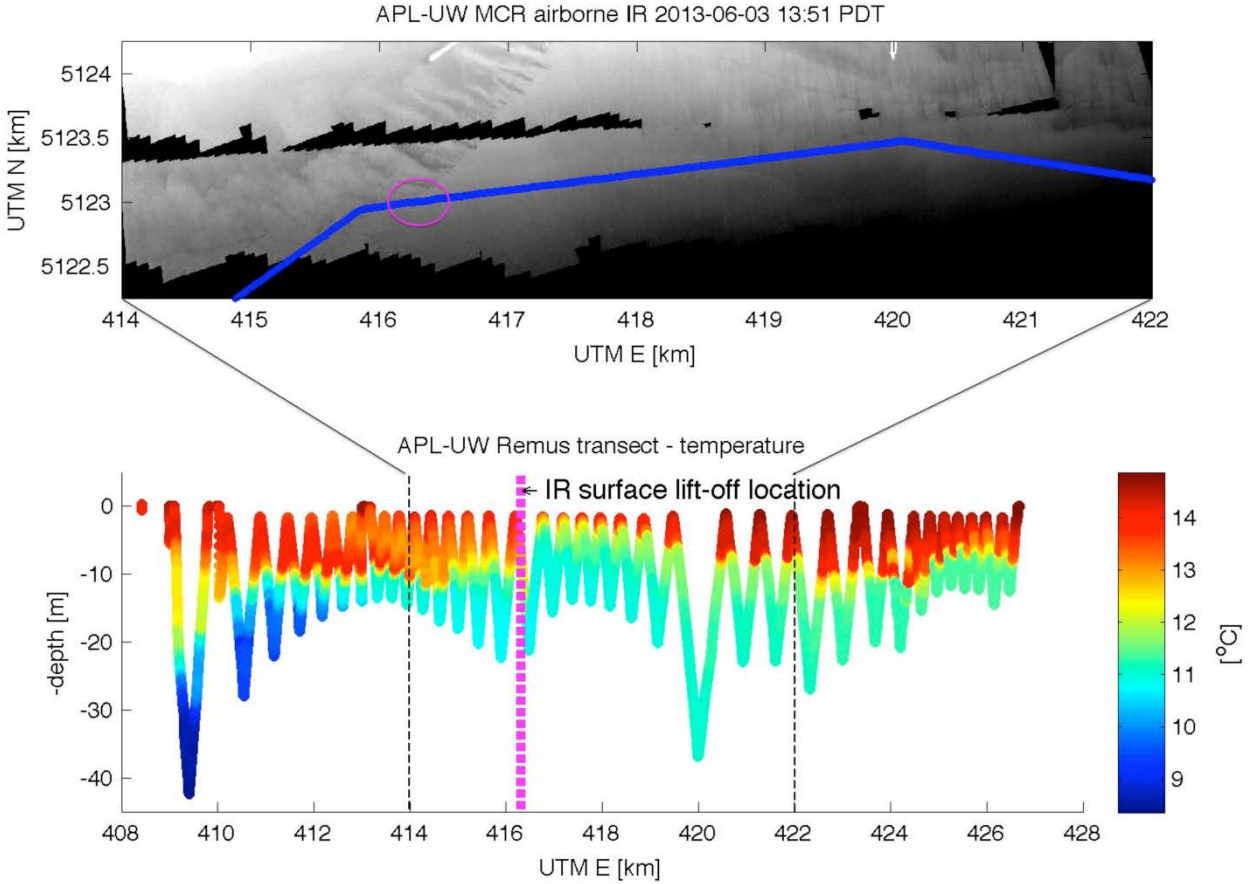 APL-UW MCR airborne IR 2013-06-03 13:51 PDT
5124
5123.5
5123
5122.5
UTM N [km]
414 415 416 417 418 419 420 421 422
UTM E [km]
APL-UW Remus transect - temperature
← IR surface lift-off location
0
-10
-20
-30
-40
-depth [m]
408 410 412 414 416 418 420 422 424 426 428
UTM E [km]
14
13
12
11
10
9
[°C]